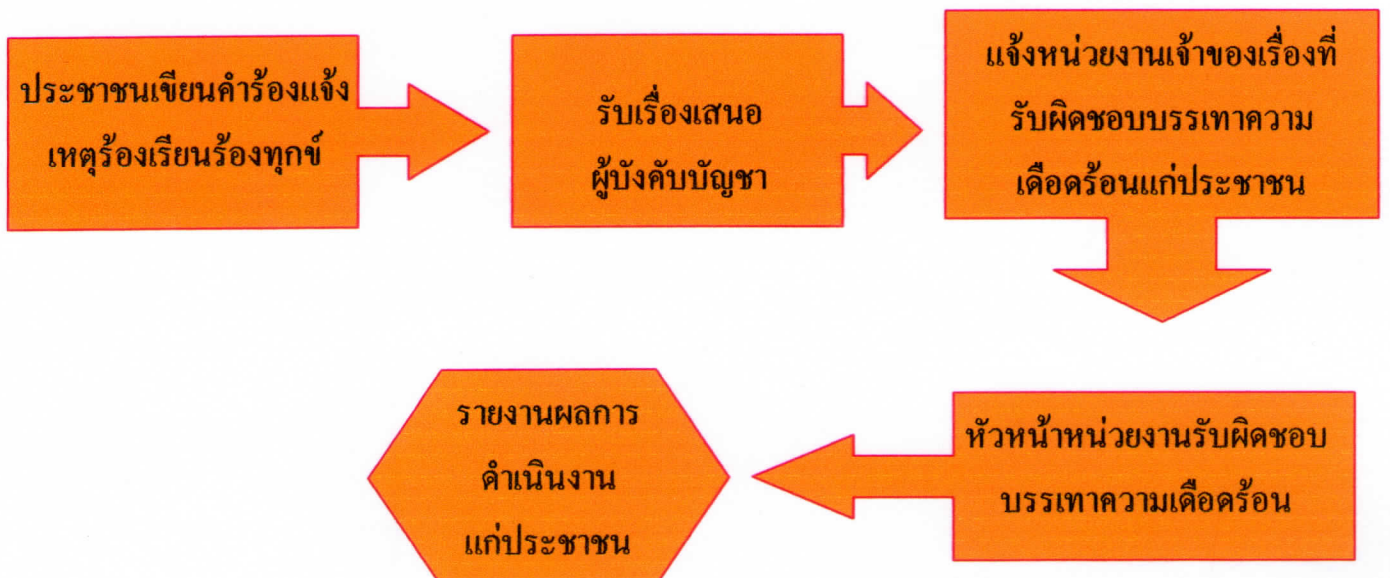 ประชาชนเขียนคำร้องแจ้ง
เหตุร้องเรียนร้องทุกข์
รับเรื่องเสนอ
ผู้บังคับบัญชา
แจ้งหน่วยงานเจ้าของเรื่องที่
รับผิดชอบบรรเทาความ
เดือดร้อนแก่ประชาชน
หัวหน้าหน่วยงานรับผิดชอบ
บรรเทาความเดือดร้อน
รายงานผลการ
ดำเนินงาน
แก่ประชาชน